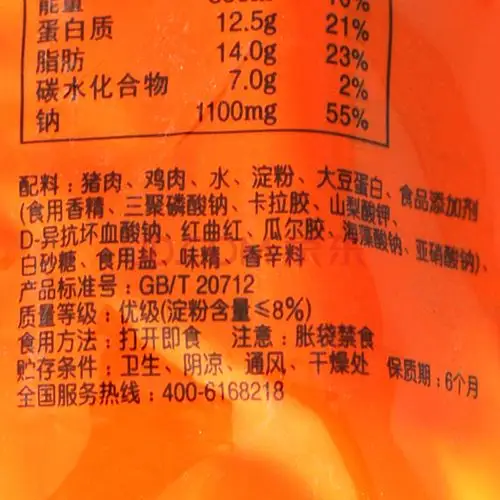 能量 10%
蛋白质 12.5g 21%
脂肪 14.0g 23%
碳水化合物 7.0g 2%
钠 1100mg 55%
配料：猪肉、鸡肉、水、淀粉、大豆蛋白、食品添加剂
(食用香精、三聚磷酸钠、卡拉胶、山梨酸钾、
D-异抗坏血酸钠、红曲红、瓜尔胶、海藻酸钠、亚硝酸钠)、
白砂糖、食用盐、味精、香辛料
产品标准号：GB/T 20712
质量等级：优级(淀粉含量≤8%)
食用方法：打开即食 注意：胀袋禁食
贮存条件：卫生、阴凉、通风、干燥处 保质期：6个月
全国服务热线：400-6168218